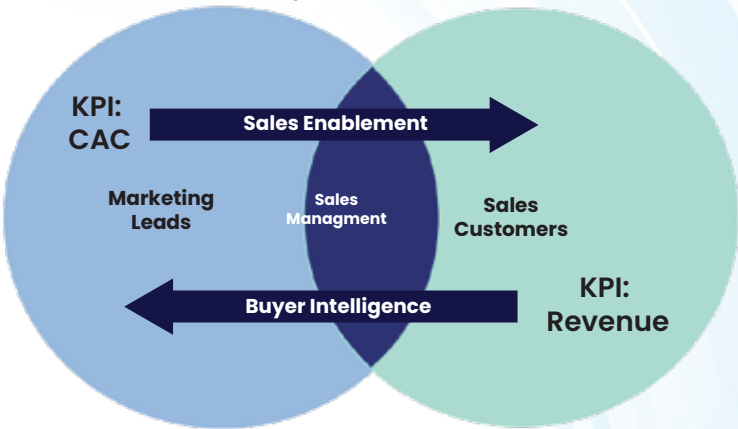 KPI:
CAC
Sales Enablement
Marketing
Leads
Sales
Managment
Sales
Customers
Buyer Intelligence
KPI:
Revenue